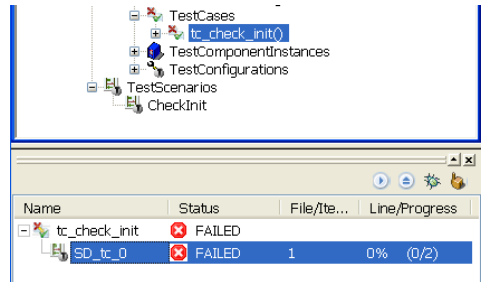 TestCases
tc_check_init()
TestComponentInstances
TestConfigurations
TestScenarios
CheckInit
Name Status File/Ite... Line/Progress
tc_check_init FAILED
SD_tc_0 FAILED 1 0% (0/2)